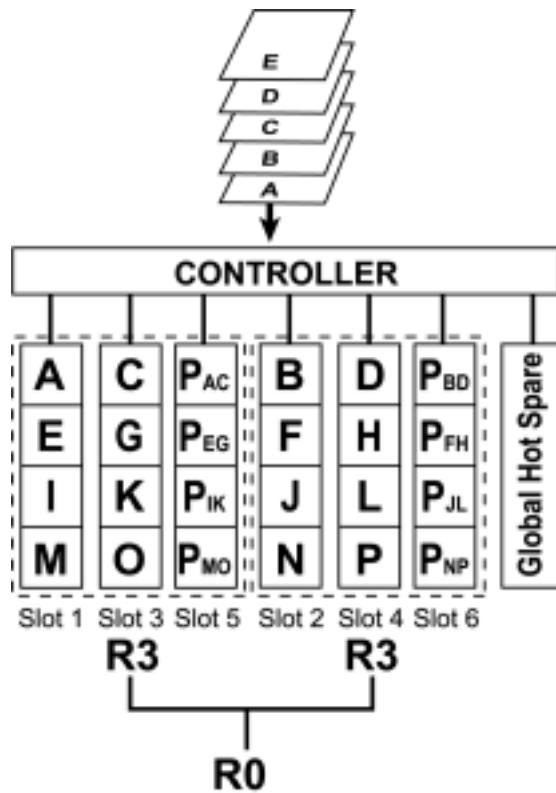 E
D
C
B
A
CONTROLLER
A C PAC B D PBD
E G PEG F H PFH
I K PIK J L PJL
M O PMO N P PNP
Global Hot Spare
Slot 1 Slot 3 Slot 5 Slot 2 Slot 4 Slot 6
R3 R3
R0